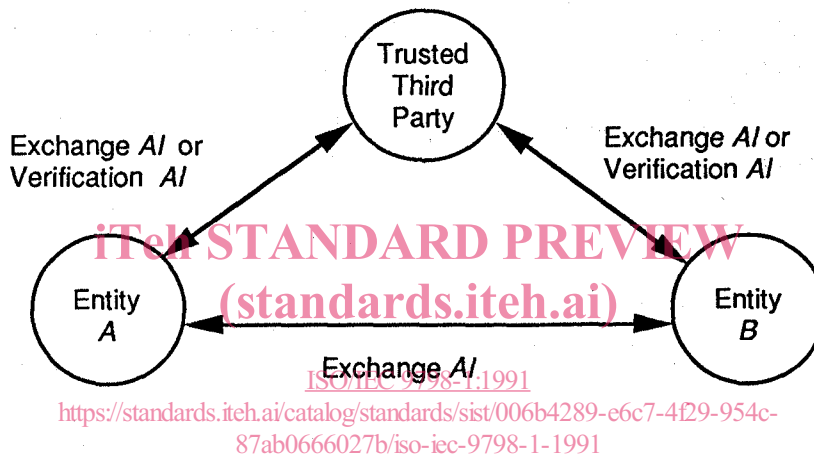 Trusted
Third
Party
Exchange AI or
Verification AI
Exchange AI or
Verification AI
iTeh STANDARD PREVIEW
(standards.iteh.ai)
Entity
A
Entity
B
Exchange AI
ISO/IEC 9798-1:1991
https://standards.iteh.ai/catalog/standards/sist/006b4289-e6c7-4f29-954c-
87ab0666027b/iso-iec-9798-1-1991